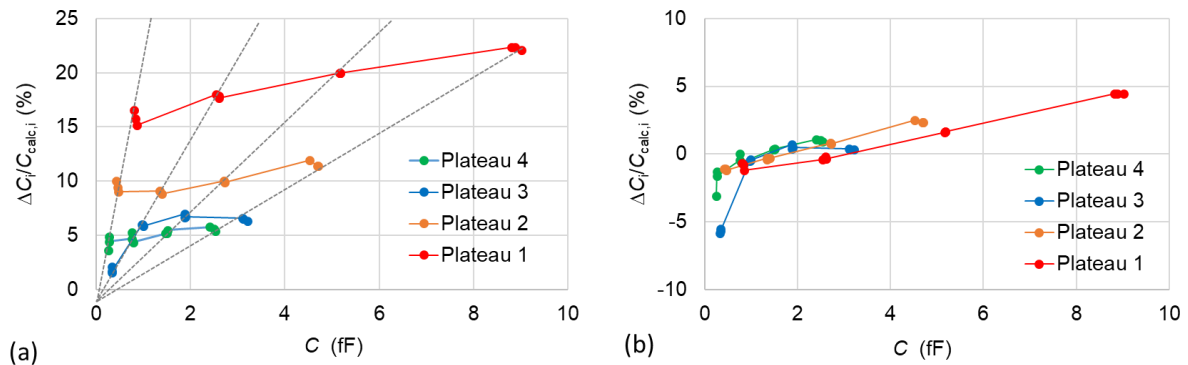 25
20
15
10
5
0
ΔCᵢ/C_calc,i (%)
0 2 4 6 8 10
C (fF)
Plateau 4
Plateau 3
Plateau 2
Plateau 1
(a)
10
5
0
-5
-10
ΔCᵢ/C_calc,i (%)
0 2 4 6 8 10
C (fF)
Plateau 4
Plateau 3
Plateau 2
Plateau 1
(b)